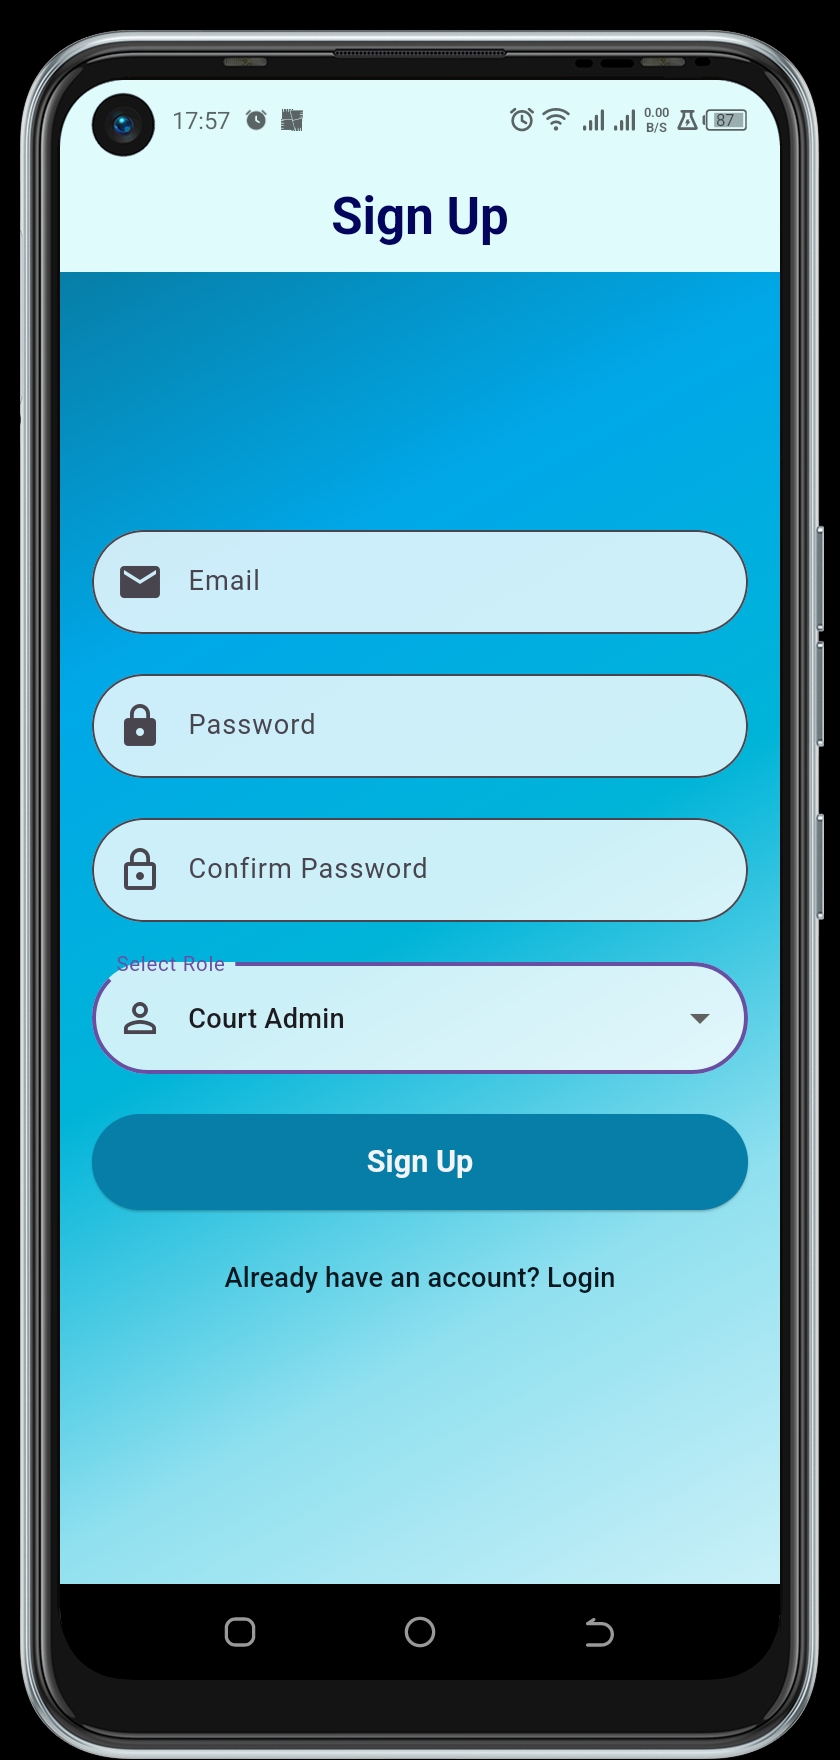 17:57 0.00 B/S 87
Sign Up
Email
Password
Confirm Password
Select Role
Court Admin
Sign Up
Already have an account? Login